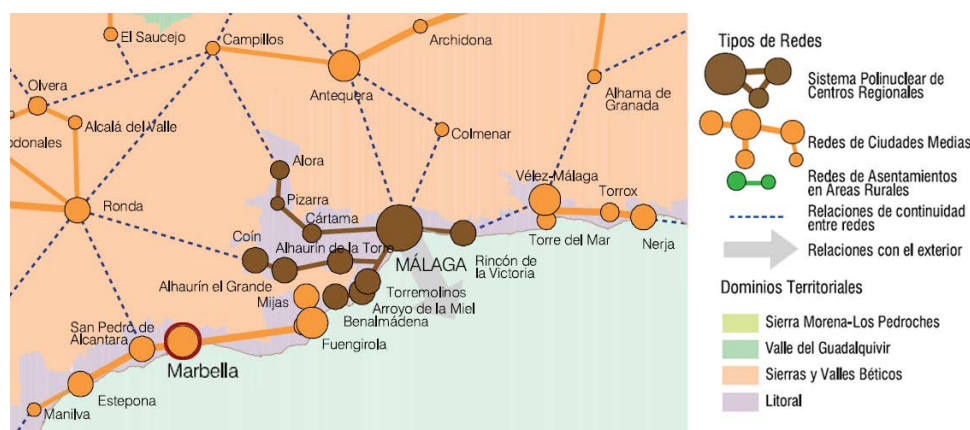 El Saucejo
Campillos
Archidona
Olvera
Antequera
Alhama de
Granada
Alcalá del Valle
odonales
Colmenar
Alora
Vélez-Málaga
Pizarra
Torrox
Ronda
Cártama
Coín
Alhaurín de la Torre
Torre del Mar
Nerja
MÁLAGA
Rincón de
la Victoria
Alhaurín el Grande
Mijas
Torremolinos
Arroyo de la Miel
Benalmádena
San Pedro de
Alcantara
Fuengirola
Marbella
Estepona
Manilva
Tipos de Redes
Sistema Polinuclear de
Centros Regionales
Redes de Ciudades Medias
Redes de Asentamientos
en Areas Rurales
Relaciones de continuidad
entre redes
Relaciones con el exterior
Dominios Territoriales
Sierra Morena-Los Pedroches
Valle del Guadalquivir
Sierras y Valles Béticos
Litoral